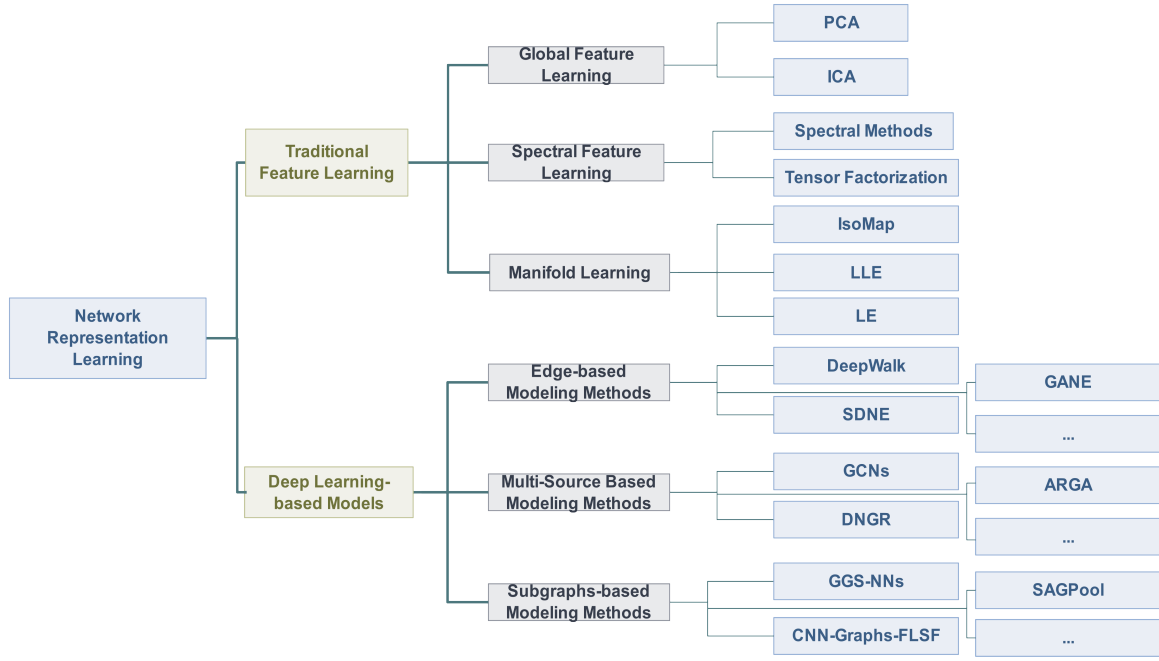 Network
Representation
Learning
Traditional
Feature Learning
Global Feature
Learning
PCA
ICA
Spectral Feature
Learning
Spectral Methods
Tensor Factorization
Manifold Learning
IsoMap
LLE
LE
Deep Learning-
based Models
Edge-based
Modeling Methods
DeepWalk
SDNE
GANE
...
Multi-Source Based
Modeling Methods
GCNs
DNGR
ARGA
...
Subgraphs-based
Modeling Methods
GGS-NNs
CNN-Graphs-FLSF
SAGPool
...